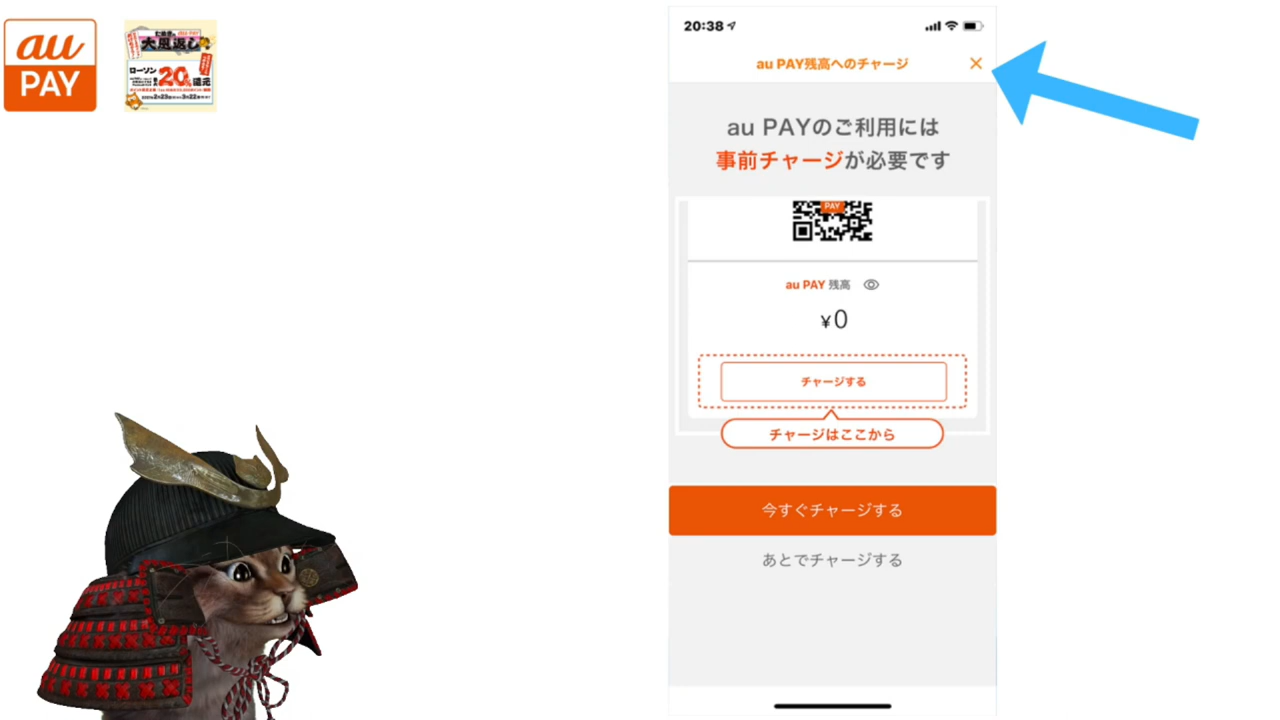 au
PAY
大恩返し
ローソン
20%還元
20:38
au PAY残高へのチャージ
au PAYのご利用には
事前チャージが必要です
PAY
au PAY 残高
¥0
チャージする
チャージはここから
今すぐチャージする
あとでチャージする